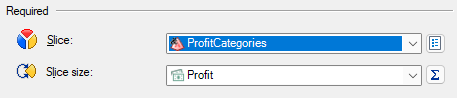 Required
Slice: ProfitCategories
Slice size: Profit Σ